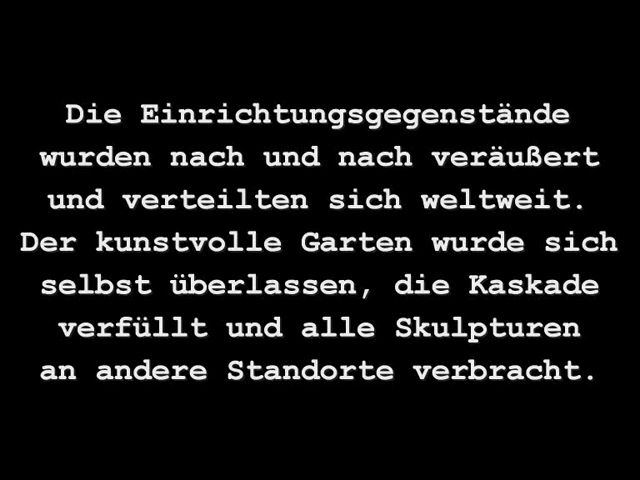 Die Einrichtungsgegenstände
wurden nach und nach veräußert
und verteilten sich weltweit.
Der kunstvolle Garten wurde sich
selbst überlassen, die Kaskade
verfüllt und alle Skulpturen
an andere Standorte verbracht.